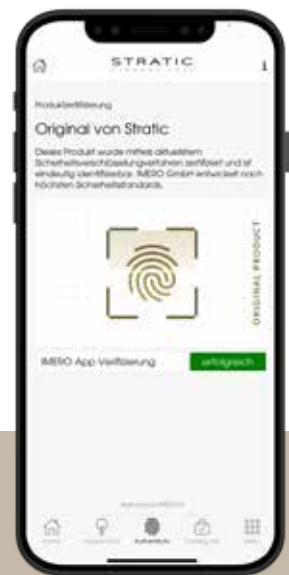 STRATIC
i
Produktzertifizierung
Original von Stratic
Dieses Produkt wurde mittels aktuellstem
Sicherheitsverschlüsselungverfahren zertifiziert und ist
eindeutig identifizierbar. IMERO GmbH entwickelt nach
höchsten Sicherheitsstandards.
ORIGINAL PRODUCT
IMERO App Verifizierung
erfolgreich